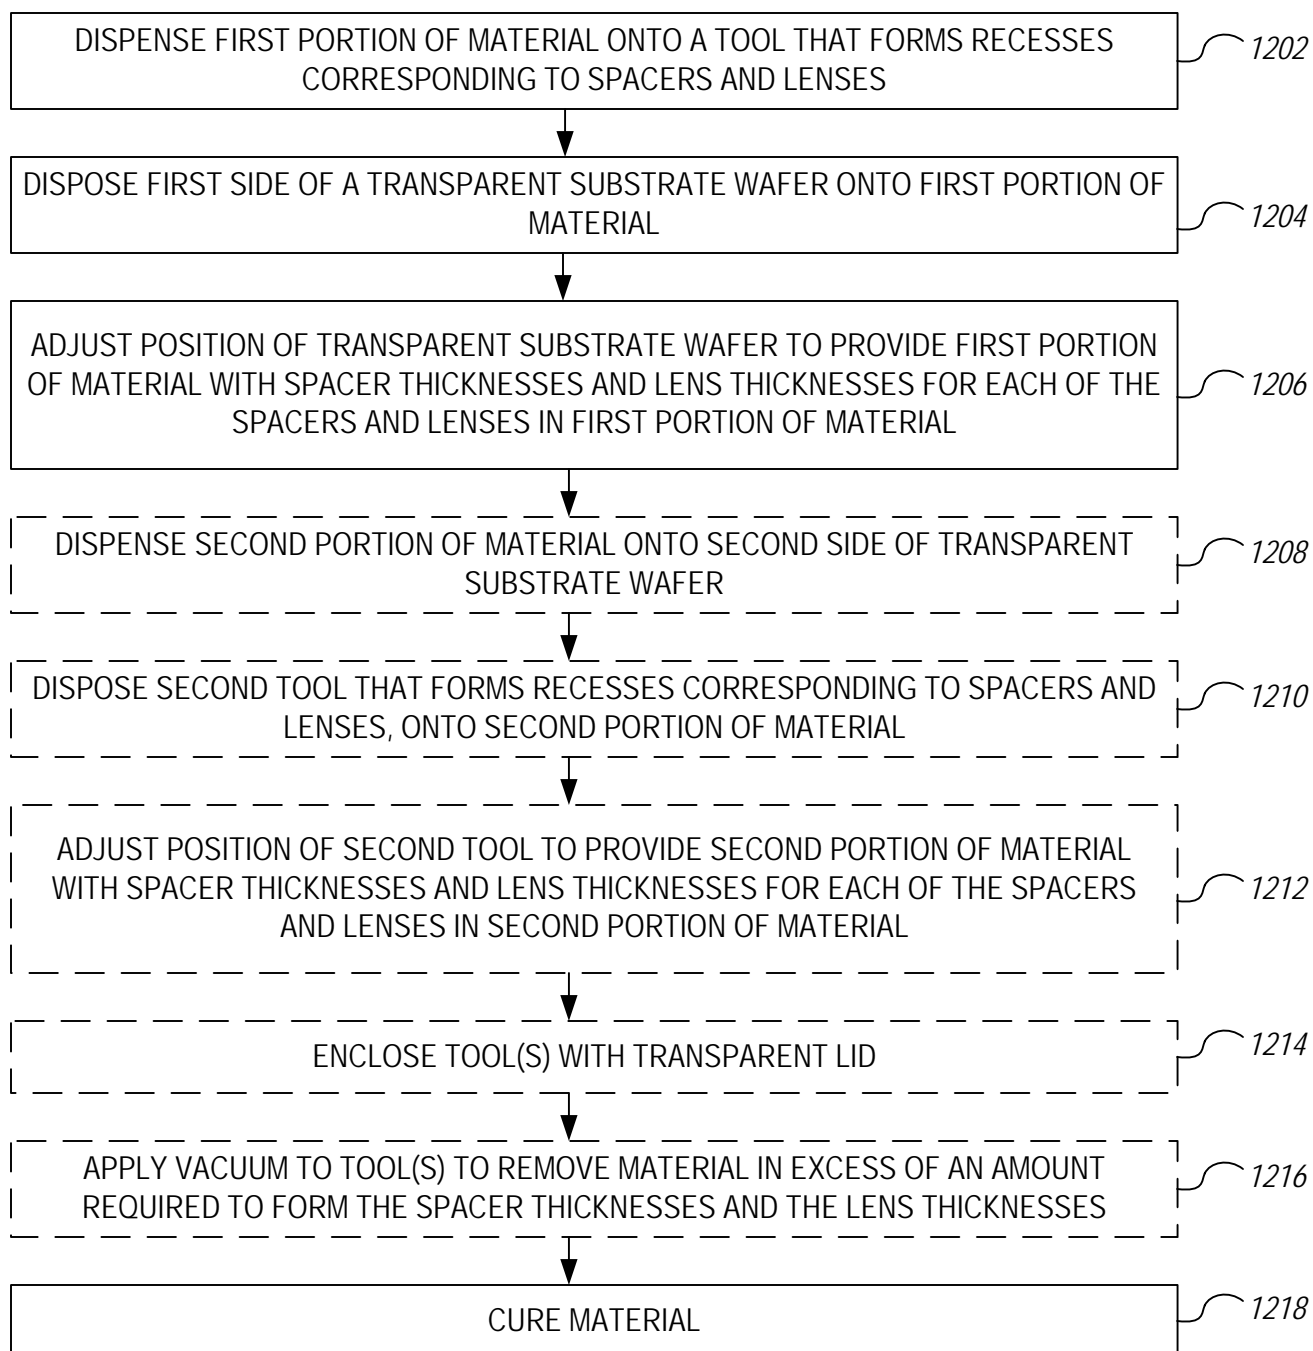 DISPENSE FIRST PORTION OF MATERIAL ONTO A TOOL THAT FORMS RECESSES
CORRESPONDING TO SPACERS AND LENSES
1202
DISPOSE FIRST SIDE OF A TRANSPARENT SUBSTRATE WAFER ONTO FIRST PORTION OF
MATERIAL
1204
ADJUST POSITION OF TRANSPARENT SUBSTRATE WAFER TO PROVIDE FIRST PORTION
OF MATERIAL WITH SPACER THICKNESSES AND LENS THICKNESSES FOR EACH OF THE
SPACERS AND LENSES IN FIRST PORTION OF MATERIAL
1206
DISPENSE SECOND PORTION OF MATERIAL ONTO SECOND SIDE OF TRANSPARENT
SUBSTRATE WAFER
1208
DISPOSE SECOND TOOL THAT FORMS RECESSES CORRESPONDING TO SPACERS AND
LENSES, ONTO SECOND PORTION OF MATERIAL
1210
ADJUST POSITION OF SECOND TOOL TO PROVIDE SECOND PORTION OF MATERIAL
WITH SPACER THICKNESSES AND LENS THICKNESSES FOR EACH OF THE SPACERS
AND LENSES IN SECOND PORTION OF MATERIAL
1212
ENCLOSE TOOL(S) WITH TRANSPARENT LID
1214
APPLY VACUUM TO TOOL(S) TO REMOVE MATERIAL IN EXCESS OF AN AMOUNT
REQUIRED TO FORM THE SPACER THICKNESSES AND THE LENS THICKNESSES
1216
CURE MATERIAL
1218